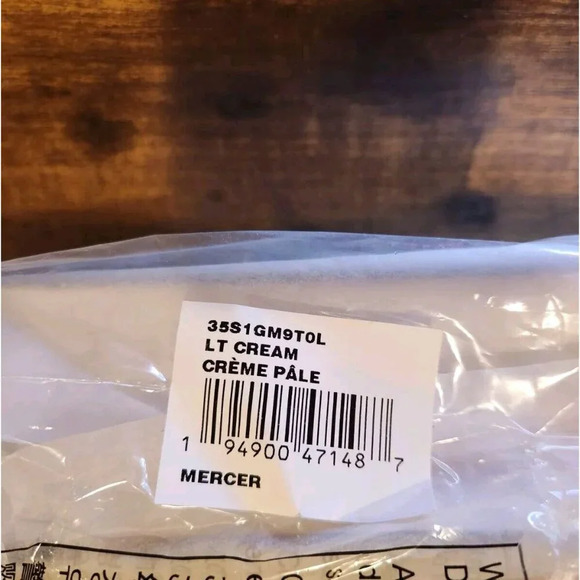 35S1GM9T0L
LT CREAM
CRÈME PÂLE
1 94900 47148 7
MERCER